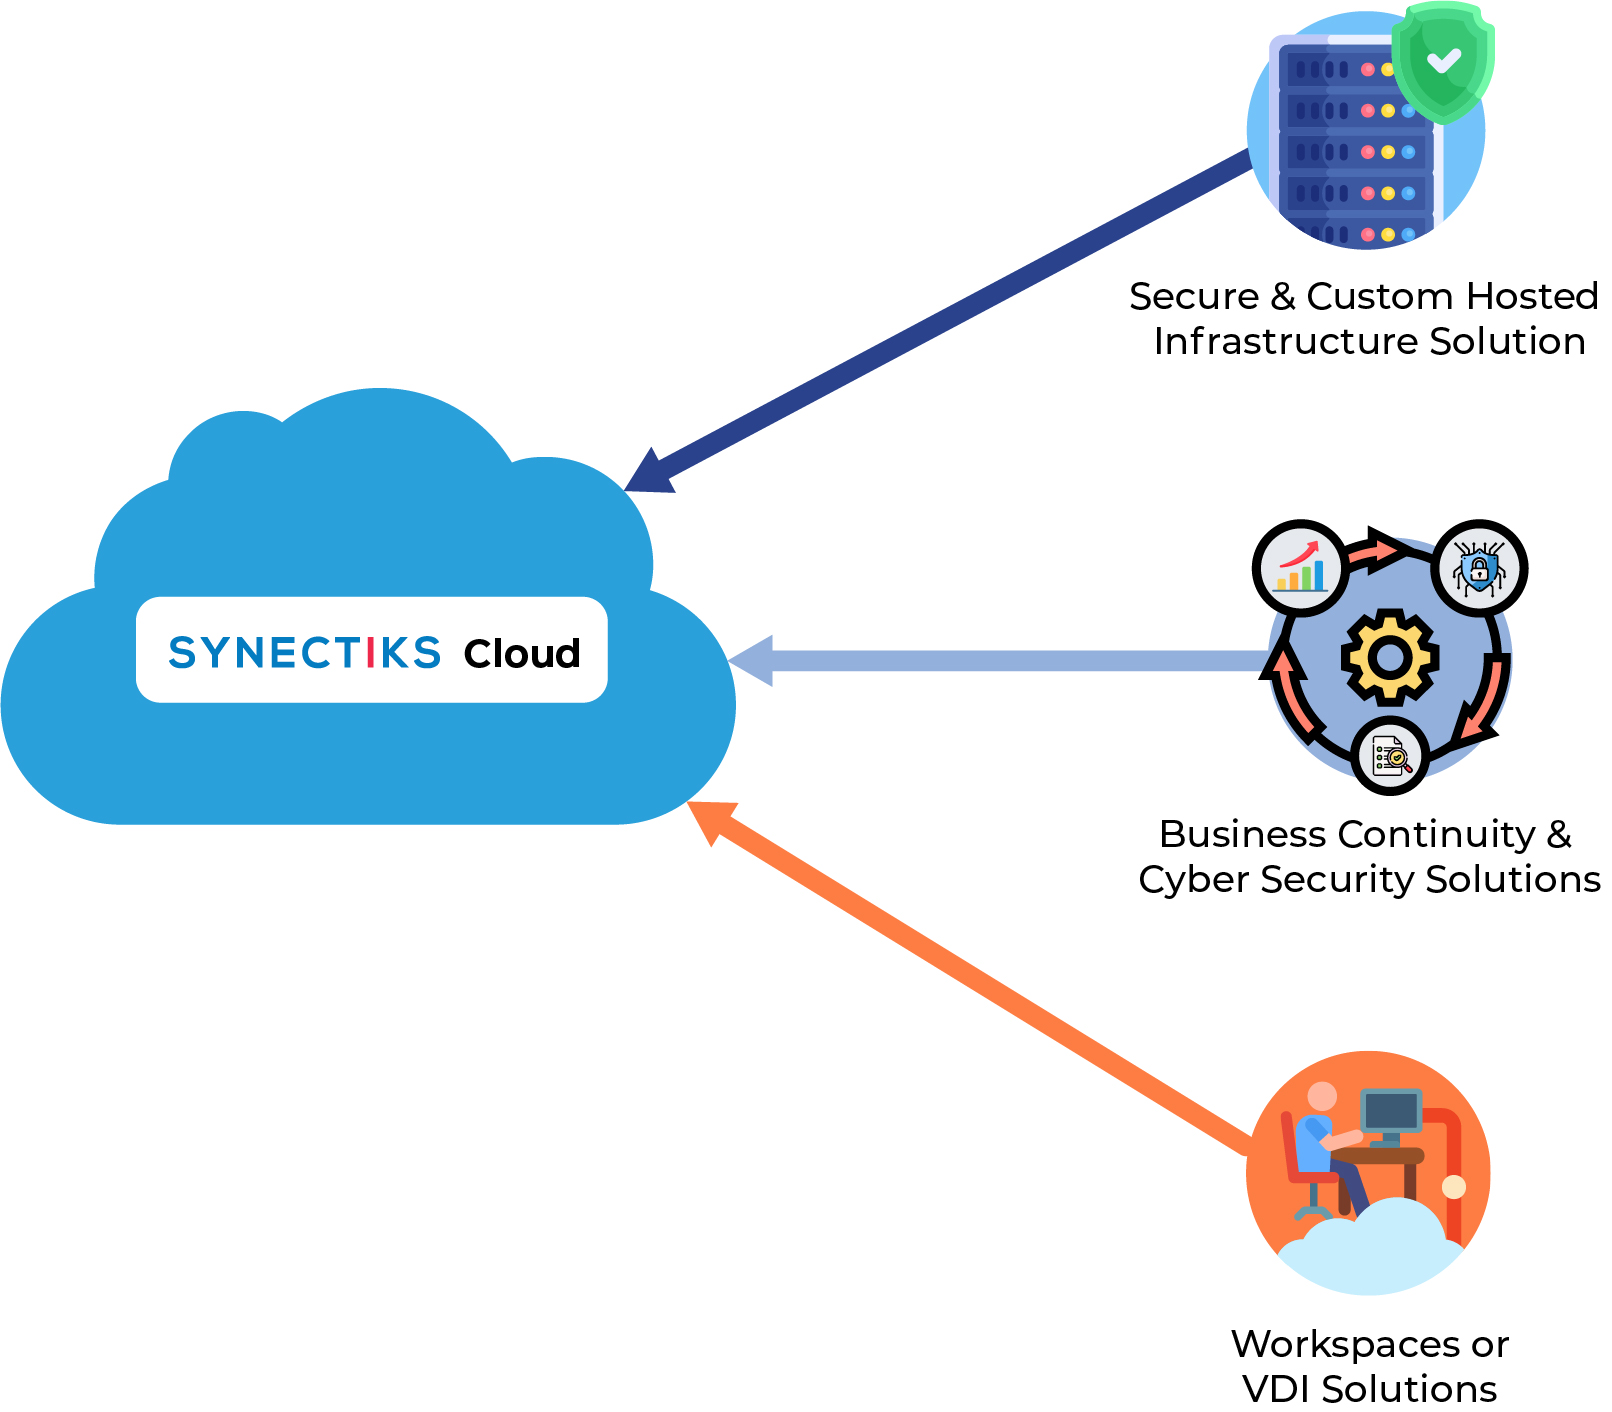 Secure & Custom Hosted
Infrastructure Solution
SYNECTIKS Cloud
Business Continuity &
Cyber Security Solutions
Workspaces or
VDI Solutions